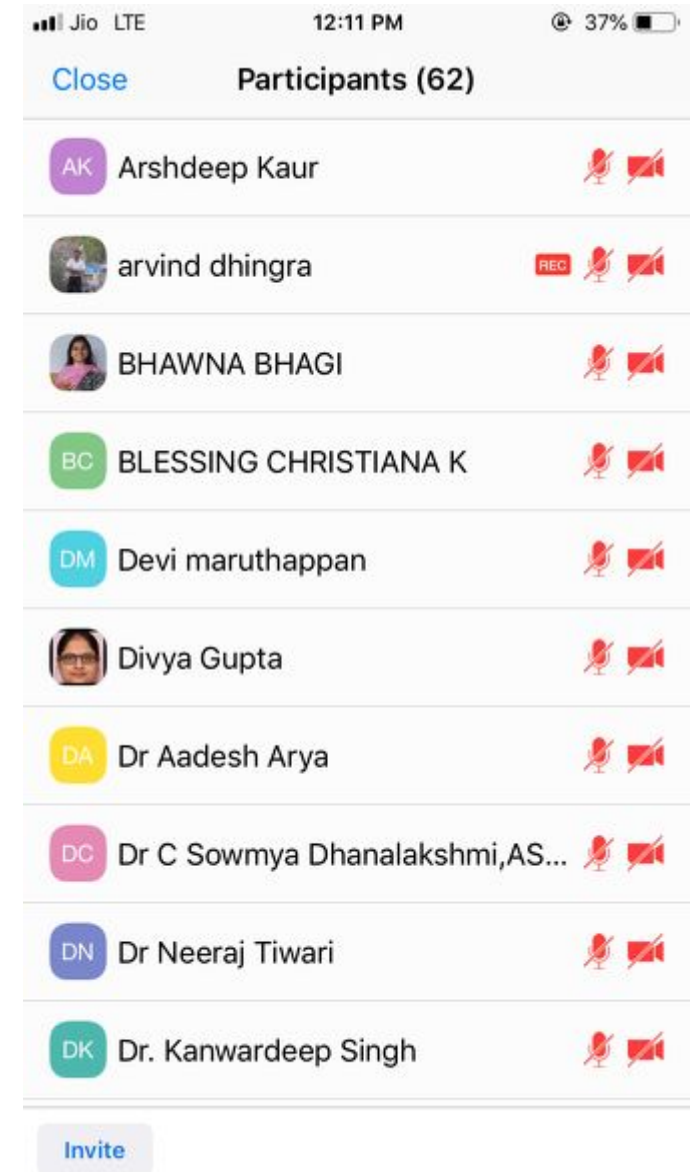 Jio LTE 12:11 PM 37%
Close Participants (62)
AK Arshdeep Kaur
arvind dhingra REC
BHAWNA BHAGI
BC BLESSING CHRISTIANA K
DM Devi maruthappan
Divya Gupta
DA Dr Aadesh Arya
DC Dr C Sowmya Dhanalakshmi,AS...
DN Dr Neeraj Tiwari
DK Dr. Kanwardeep Singh
Invite